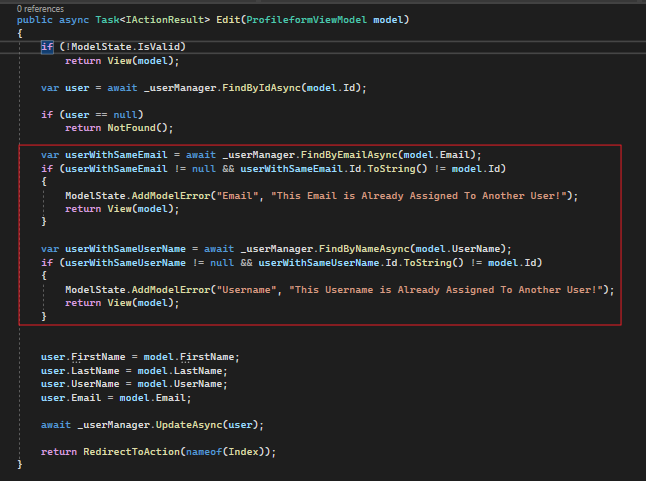 0 references
public async Task<IActionResult> Edit(ProfileformViewModel model)
{
if (!ModelState.IsValid)
return View(model);
var user = await _userManager.FindByIdAsync(model.Id);
if (user == null)
return NotFound();
var userWithSameEmail = await _userManager.FindByEmailAsync(model.Email);
if (userWithSameEmail != null && userWithSameEmail.Id.ToString() != model.Id)
{
ModelState.AddModelError("Email", "This Email is Already Assigned To Another User!");
return View(model);
}
var userWithSameUserName = await _userManager.FindByNameAsync(model.UserName);
if (userWithSameUserName != null && userWithSameUserName.Id.ToString() != model.Id)
{
ModelState.AddModelError("Username", "This Username is Already Assigned To Another User!");
return View(model);
}
user.FirstName = model.FirstName;
user.LastName = model.LastName;
user.UserName = model.UserName;
user.Email = model.Email;
await _userManager.UpdateAsync(user);
return RedirectToAction(nameof(Index));
}